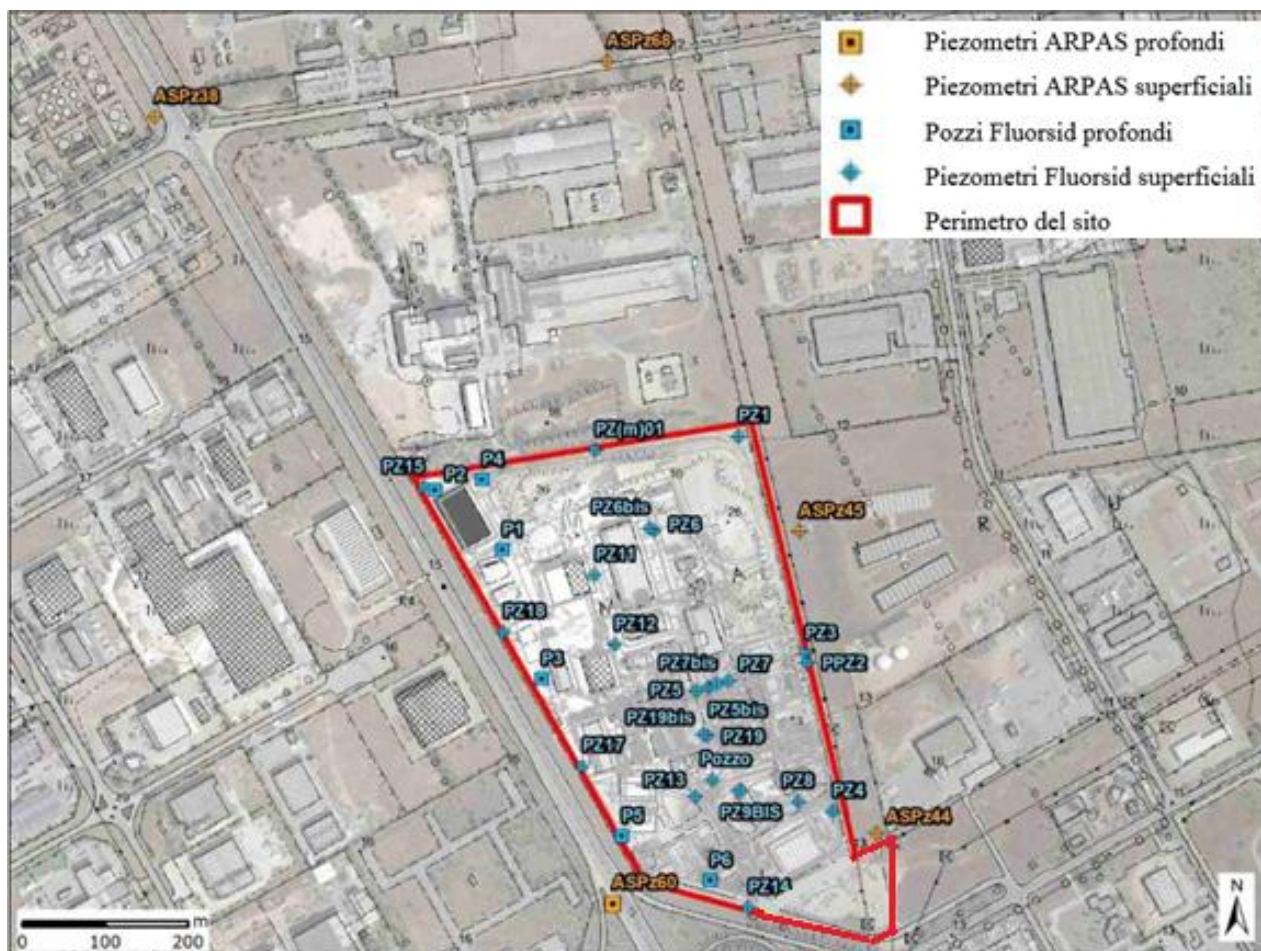 ASPz68
ASPz38
Piezometri ARPAS profondi
Piezometri ARPAS superficiali
Pozzi Fluorsid profondi
Piezometri Fluorsid superficiali
Perimetro del sito
PZ1
PZ(m)01
P4
PZ15
P2
PZ6bis
PZ6
ASPz45
P1
PZ11
PZ18
PZ12
PZ3
PPZ2
PZ7bis
PZ7
P3
PZ5
PZ5bis
PZ19bis
PZ19
PZ17
Pozzo
PZ13
PZ8
PZ4
PZ9BIS
P5
ASPz44
P6
ASPz60
PZ14
N
0 100 200 m